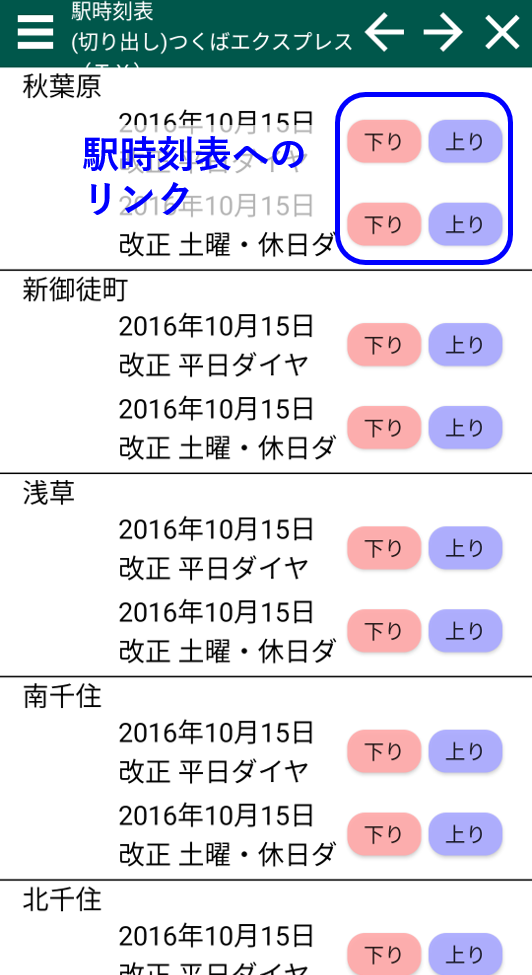 駅時刻表
(切り出し)つくばエクスプレス
秋葉原
2016年10月15日
下り 上り
駅時刻表への
リンク
2016年10月15日
改正 土曜・休日ダ
下り 上り
新御徒町
2016年10月15日
改正 平日ダイヤ
下り 上り
2016年10月15日
改正 土曜・休日ダ
下り 上り
浅草
2016年10月15日
改正 平日ダイヤ
下り 上り
2016年10月15日
改正 土曜・休日ダ
下り 上り
南千住
2016年10月15日
改正 平日ダイヤ
下り 上り
2016年10月15日
改正 土曜・休日ダ
下り 上り
北千住
2016年10月15日
改正 平日ダイヤ
下り 上り